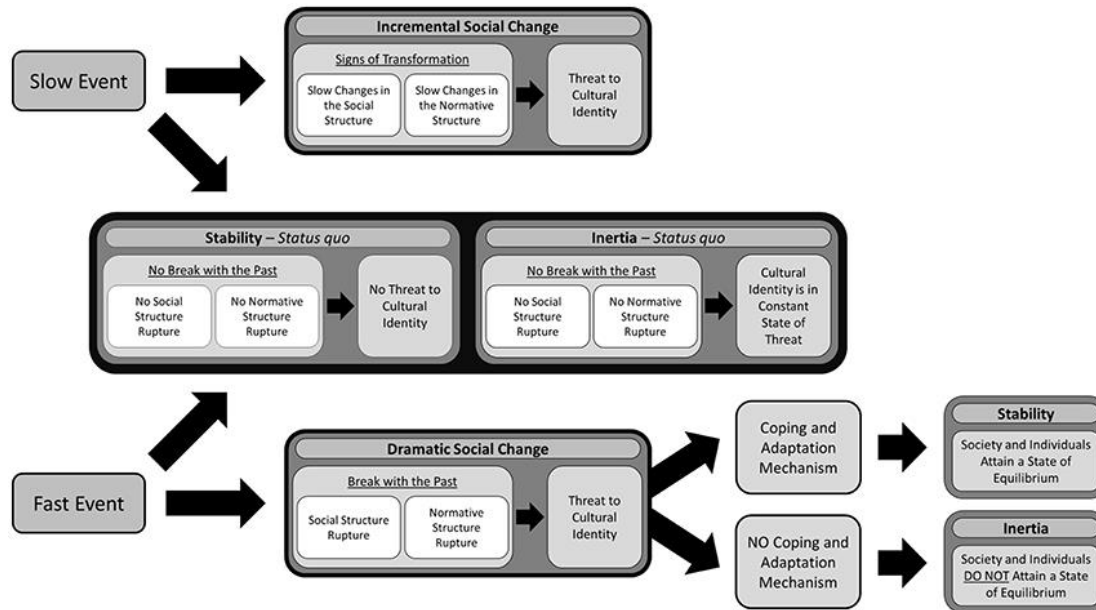 Incremental Social Change
Signs of Transformation
Slow Event
Slow Changes in
the Social
Structure
Slow Changes in
the Normative
Structure
Threat to
Cultural
Identity
Stability – Status quo
No Break with the Past
No Social
Structure
Rupture
No Normative
Structure
Rupture
No Threat to
Cultural
Identity
Inertia – Status quo
No Break with the Past
No Social
Structure
Rupture
No Normative
Structure
Rupture
Cultural
Identity is in
Constant
State of
Threat
Fast Event
Dramatic Social Change
Break with the Past
Social Structure
Rupture
Normative
Structure
Rupture
Threat to
Cultural
Identity
Coping and
Adaptation
Mechanism
Stability
Society and Individuals
Attain a State of
Equilibrium
NO Coping and
Adaptation
Mechanism
Inertia
Society and Individuals
DO NOT Attain a State
of Equilibrium